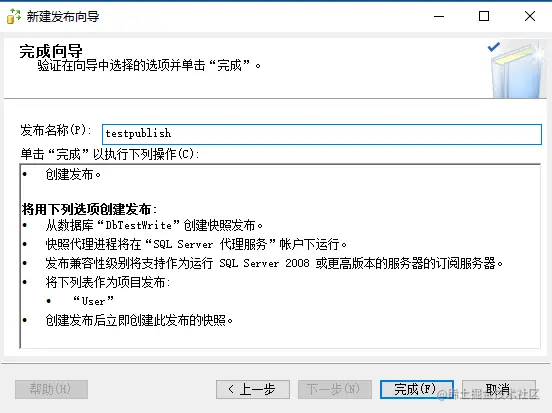 新建发布向导
完成向导
验证在向导中选择的选项并单击“完成”。
发布名称(P):
testpublish
单击“完成”以执行下列操作(C):
• 创建发布。
将用下列选项创建发布:
• 从数据库“DbTestWrite”创建快照发布。
• 快照代理进程将在“SQL Server 代理服务”帐户下运行。
• 发布兼容性级别将支持作为运行 SQL Server 2008 或更高版本的服务器的订阅服务器。
• 将下列表作为项目发布:
• “User”
• 创建发布后立即创建此发布的快照。
帮助(H)
< 上一步
下一步(N)
完成(F)
取消
@稀土掘金技术社区